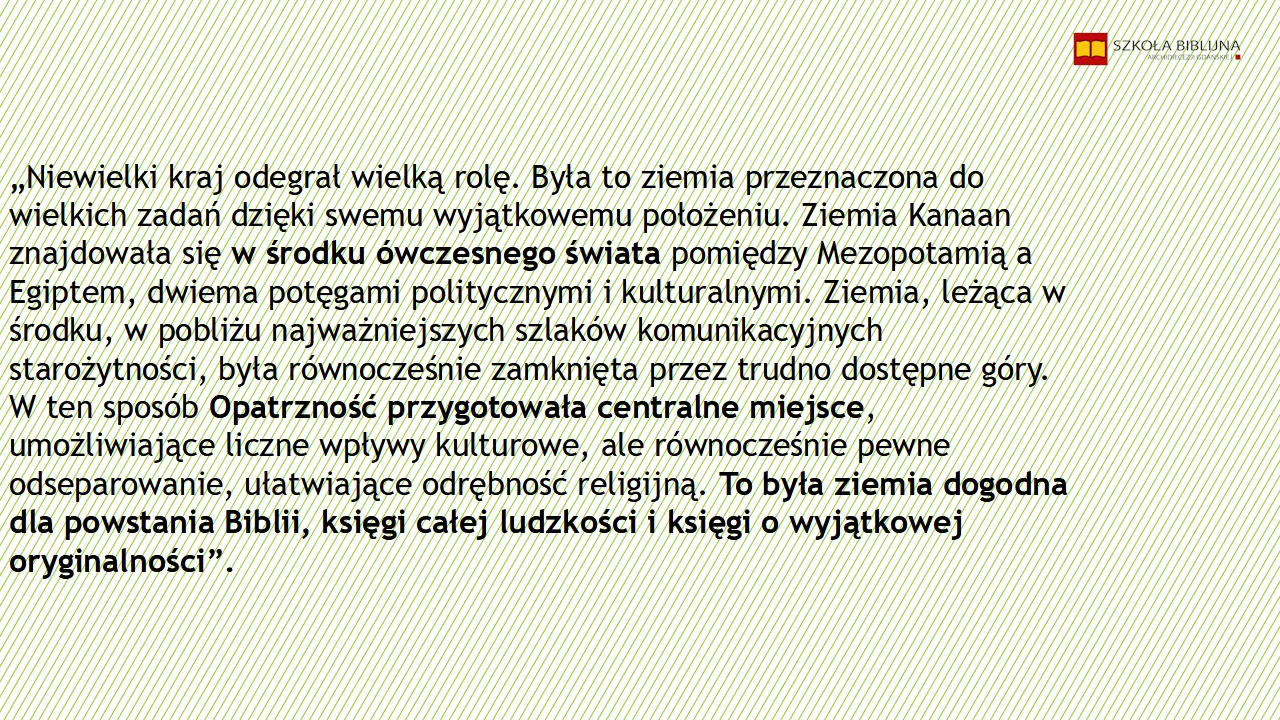 SZKOŁA BIBLIJNA
ARCHIDIECEZJI GDAŃSKIEJ
„Niewielki kraj odegrał wielką rolę. Była to ziemia przeznaczona do
wielkich zadań dzięki swemu wyjątkowemu położeniu. Ziemia Kanaan
znajdowała się w środku ówczesnego świata pomiędzy Mezopotamią a
Egiptem, dwiema potęgami politycznymi i kulturalnymi. Ziemia, leżąca w
środku, w pobliżu najważniejszych szlaków komunikacyjnych
starożytności, była równocześnie zamknięta przez trudno dostępne góry.
W ten sposób Opatrzność przygotowała centralne miejsce,
umożliwiające liczne wpływy kulturowe, ale równocześnie pewne
odseparowanie, ułatwiające odrębność religijną. To była ziemia dogodna
dla powstania Biblii, księgi całej ludzkości i księgi o wyjątkowej
oryginalności”.